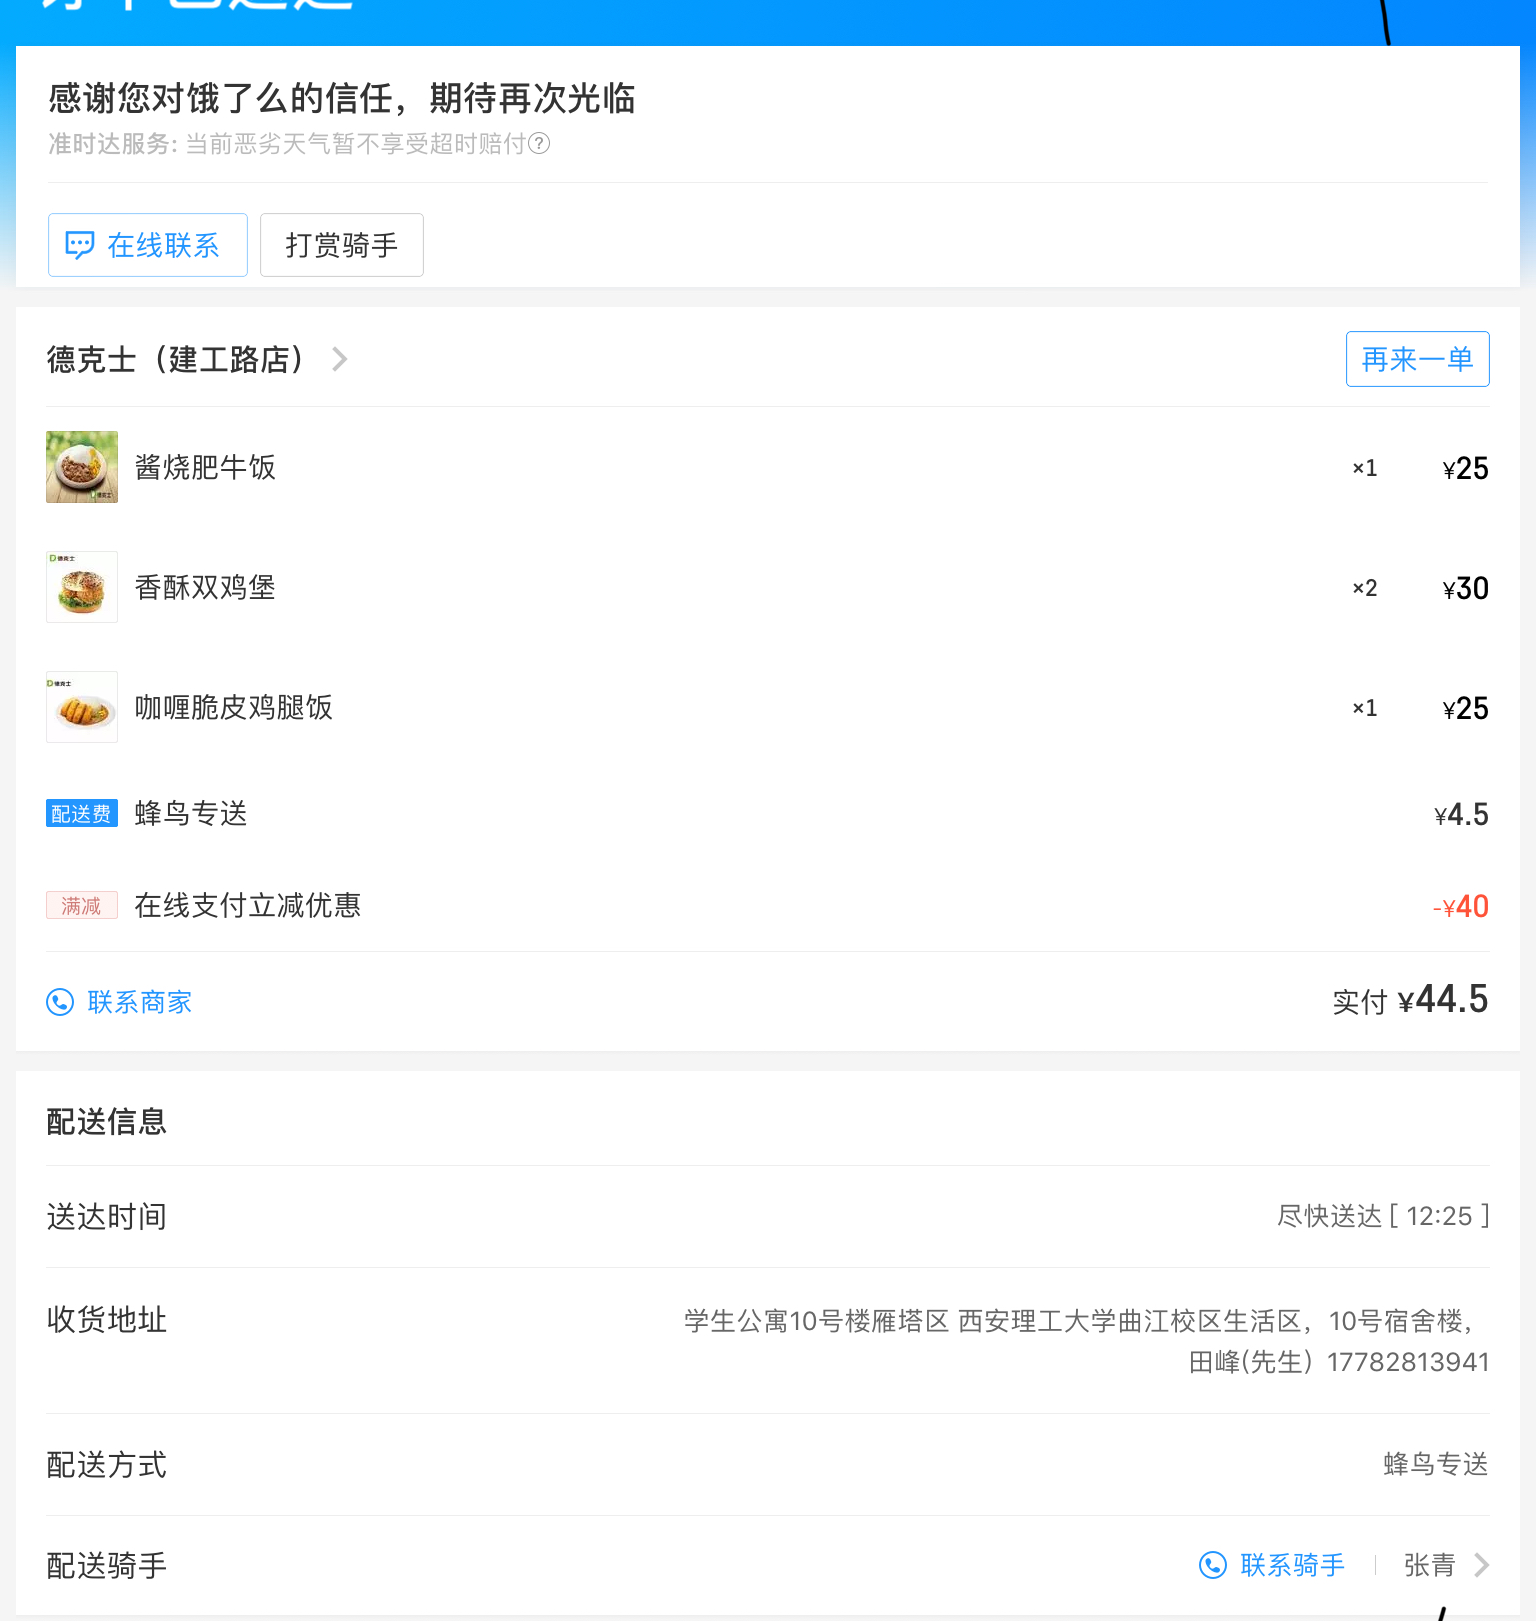 感谢您对饿了么的信任，期待再次光临
准时达服务: 当前恶劣天气暂不享受超时赔付?
在线联系 打赏骑手
德克士（建工路店） 再来一单
酱烧肥牛饭 ×1 ¥25
德克士
香酥双鸡堡 ×2 ¥30
德克士
咖喱脆皮鸡腿饭 ×1 ¥25
配送费 蜂鸟专送 ¥4.5
满减 在线支付立减优惠 -¥40
联系商家 实付 ¥44.5
配送信息
送达时间 尽快送达 [ 12:25 ]
收货地址 学生公寓10号楼雁塔区 西安理工大学曲江校区生活区，10号宿舍楼，
田峰(先生) 17782813941
配送方式 蜂鸟专送
配送骑手 联系骑手 张青